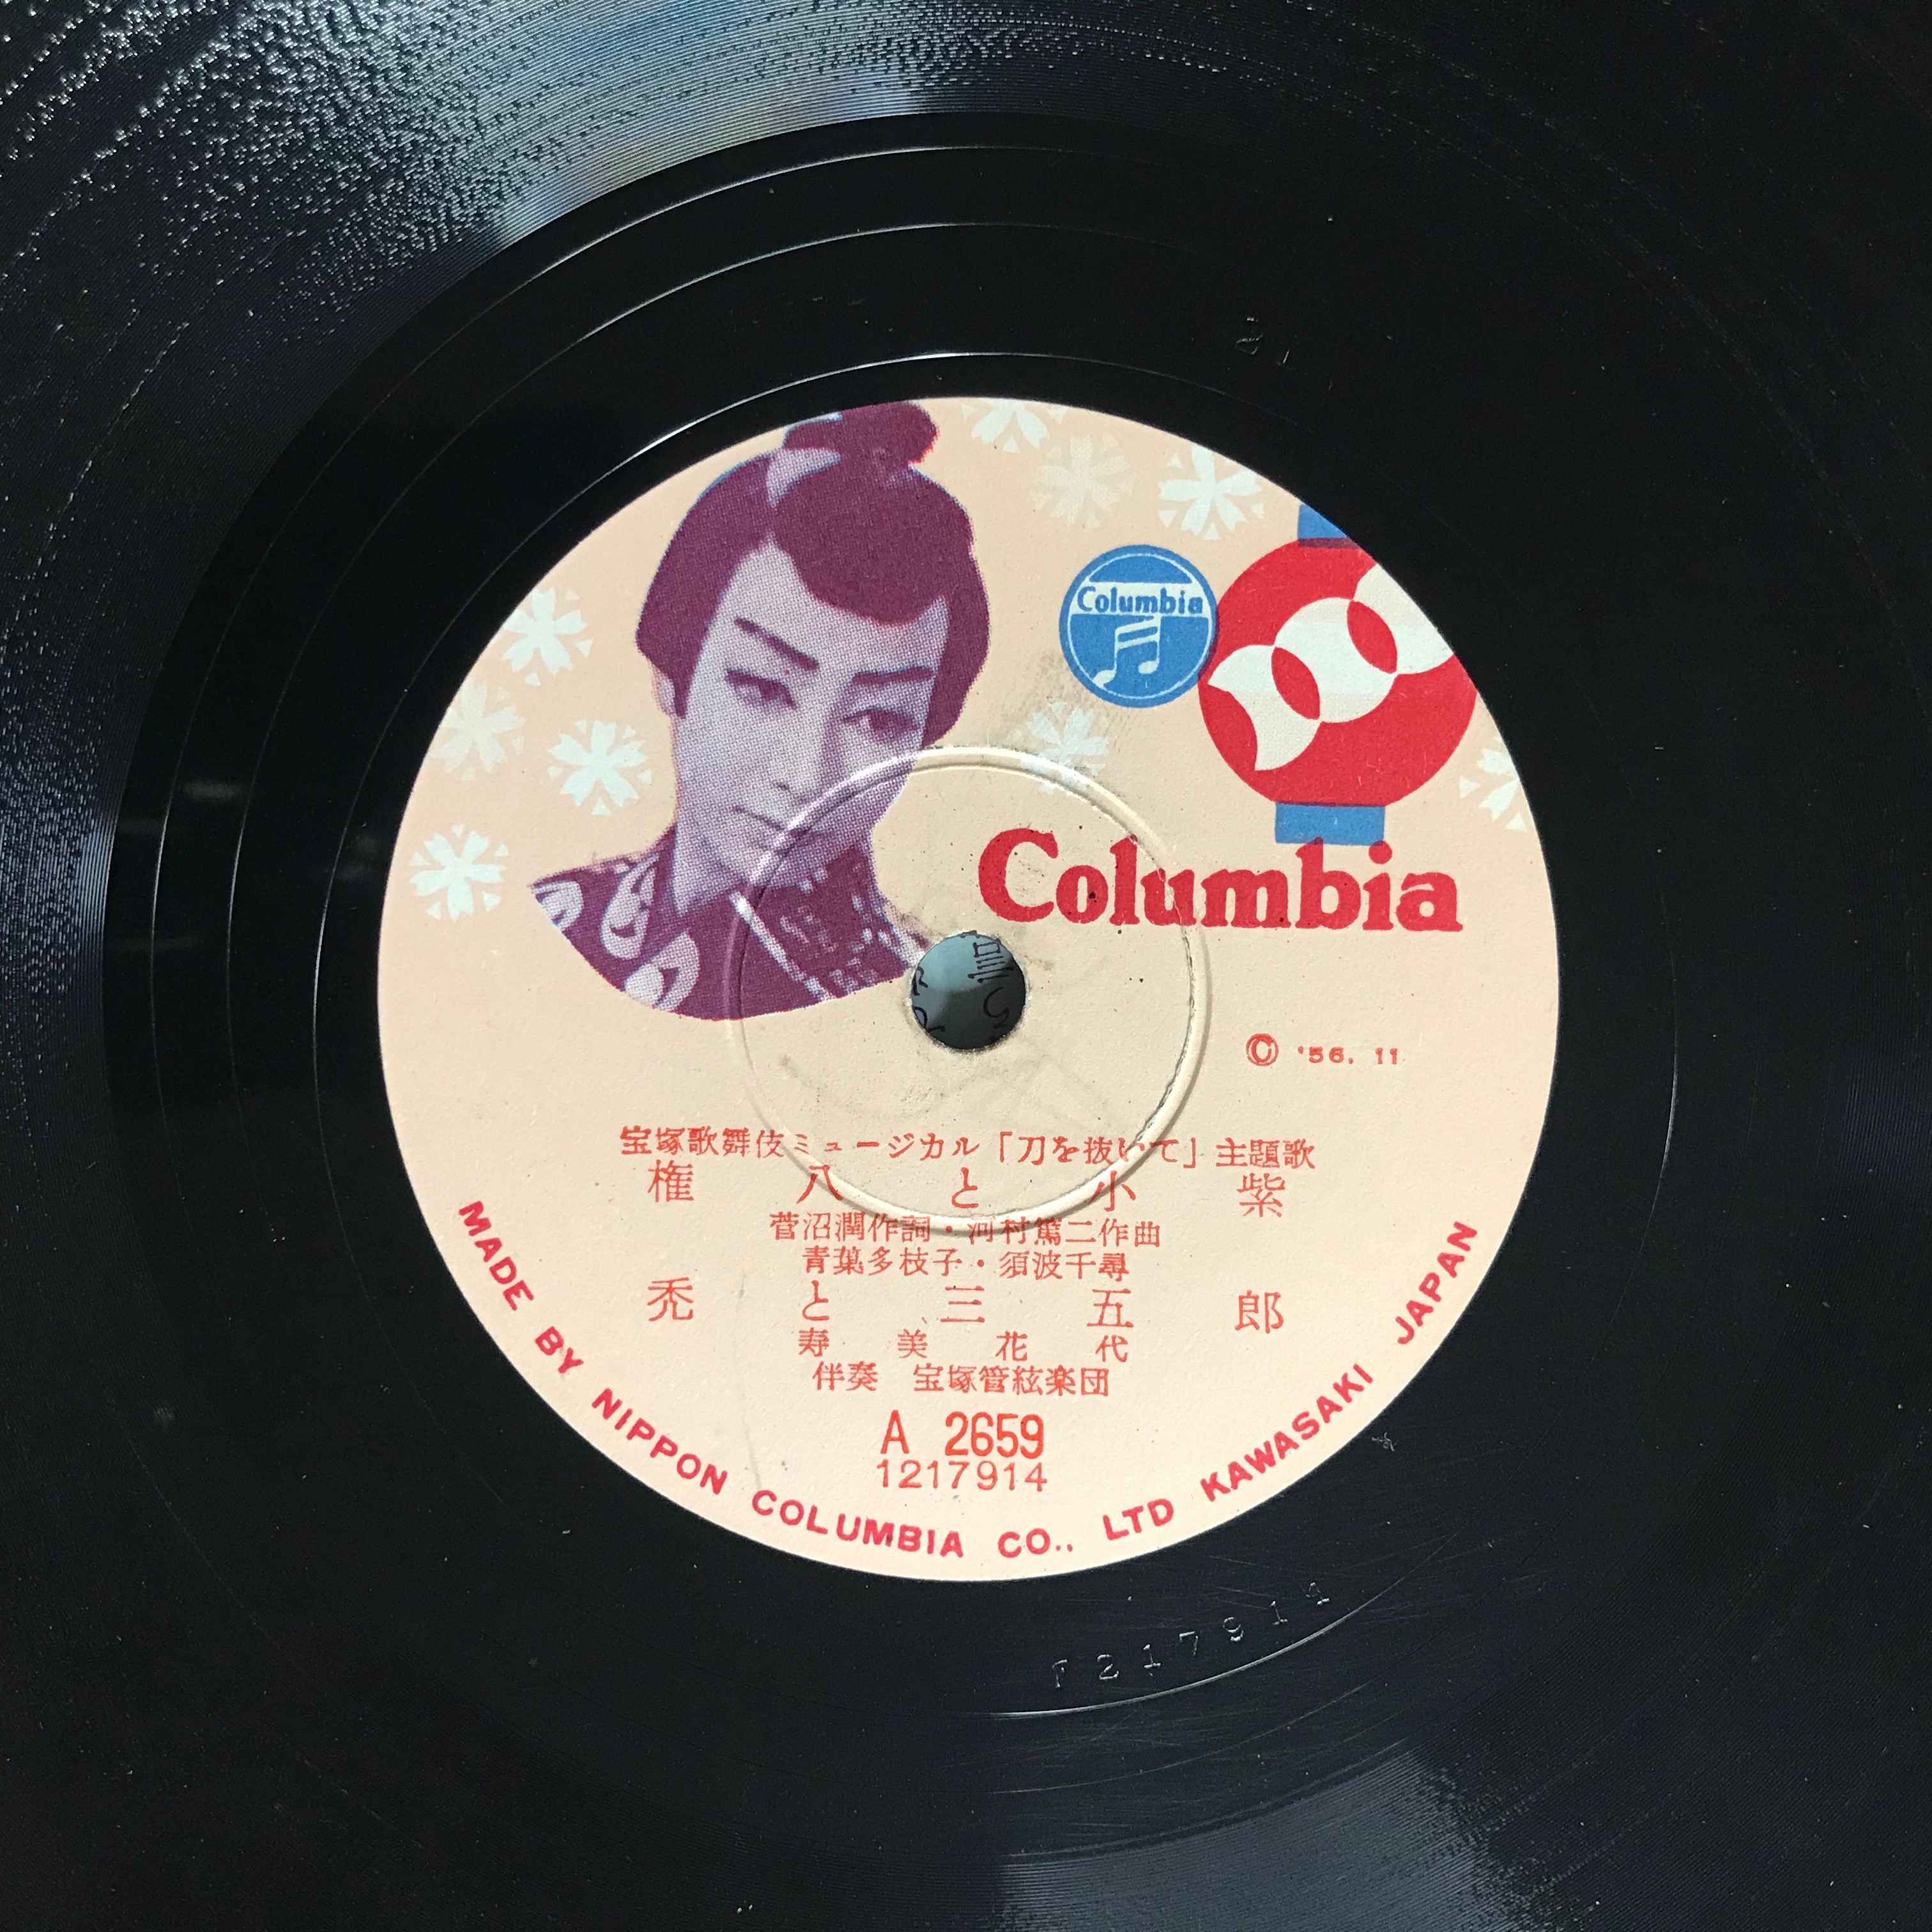 Columbia
Columbia
© '56. 11
宝塚歌舞伎ミュージカル「刀を抜いて」主題歌
権八と小紫
菅沼潤作詞・河村篤二作曲
青葉多枝子・須波千尋
禿と三五郎
寿美花代
伴奏 宝塚管絃楽団
A 2659
1217914
MADE BY NIPPON COLUMBIA CO., LTD KAWASAKI JAPAN